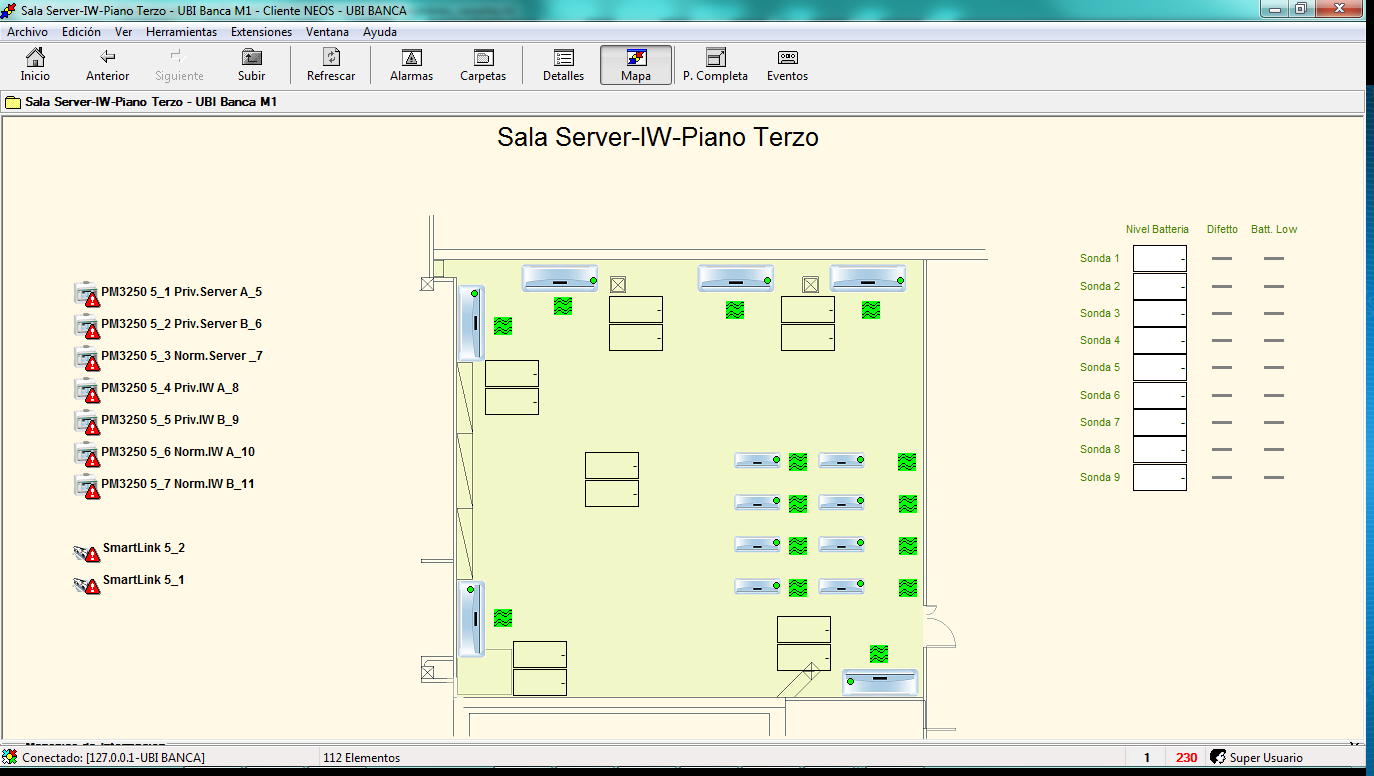 Sala Server-IW-Piano Terzo - UBI Banca M1 - Cliente NEOS - UBI BANCA
Archivo Edición Ver Herramientas Extensiones Ventana Ayuda
Inicio Anterior Siguiente Subir Refrescar Alarmas Carpetas Detalles Mapa P. Completa Eventos
Sala Server-IW-Piano Terzo - UBI Banca M1
Sala Server-IW-Piano Terzo
PM3250 5_1 Priv.Server A_5
PM3250 5_2 Priv.Server B_6
PM3250 5_3 Norm.Server _7
PM3250 5_4 Priv.IW A_8
PM3250 5_5 Priv.IW B_9
PM3250 5_6 Norm.IW A_10
PM3250 5_7 Norm.IW B_11
SmartLink 5_2
SmartLink 5_1
Nivel Batteria Difetto Batt. Low
Sonda 1 -
Sonda 2 -
Sonda 3 -
Sonda 4 -
Sonda 5 -
Sonda 6 -
Sonda 7 -
Sonda 8 -
Sonda 9 -
Conectado: [127.0.0.1-UBI BANCA] 112 Elementos 1 230 Super Usuario